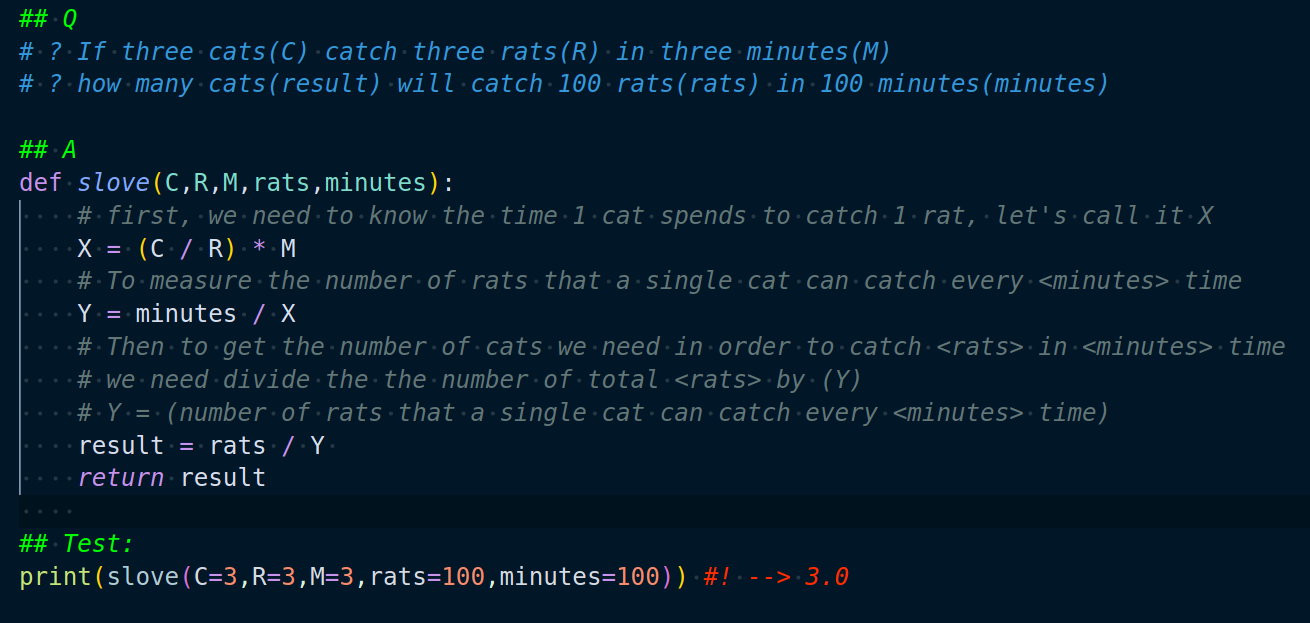 ## Q
# ? If three cats(C) catch three rats(R) in three minutes(M)
# ? how many cats(result) will catch 100 rats(rats) in 100 minutes(minutes)
## A
def slove(C,R,M,rats,minutes):
    # first, we need to know the time 1 cat spends to catch 1 rat, let's call it X
    X = (C / R) * M
    # To measure the number of rats that a single cat can catch every <minutes> time
    Y = minutes / X
    # Then to get the number of cats we need in order to catch <rats> in <minutes> time
    # we need divide the the number of total <rats> by (Y)
    # Y = (number of rats that a single cat can catch every <minutes> time)
    result = rats / Y
    return result
## Test:
print(slove(C=3,R=3,M=3,rats=100,minutes=100)) #! --> 3.0